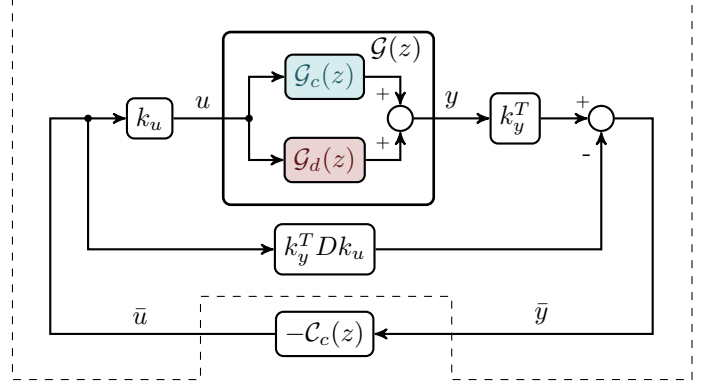 𝒢(z)
𝒢_c(z)
u
+
y
k_u
k_y^T
+
+
𝒢_d(z)
-
k_y^T D k_u
ū
ȳ
−𝒞_c(z)